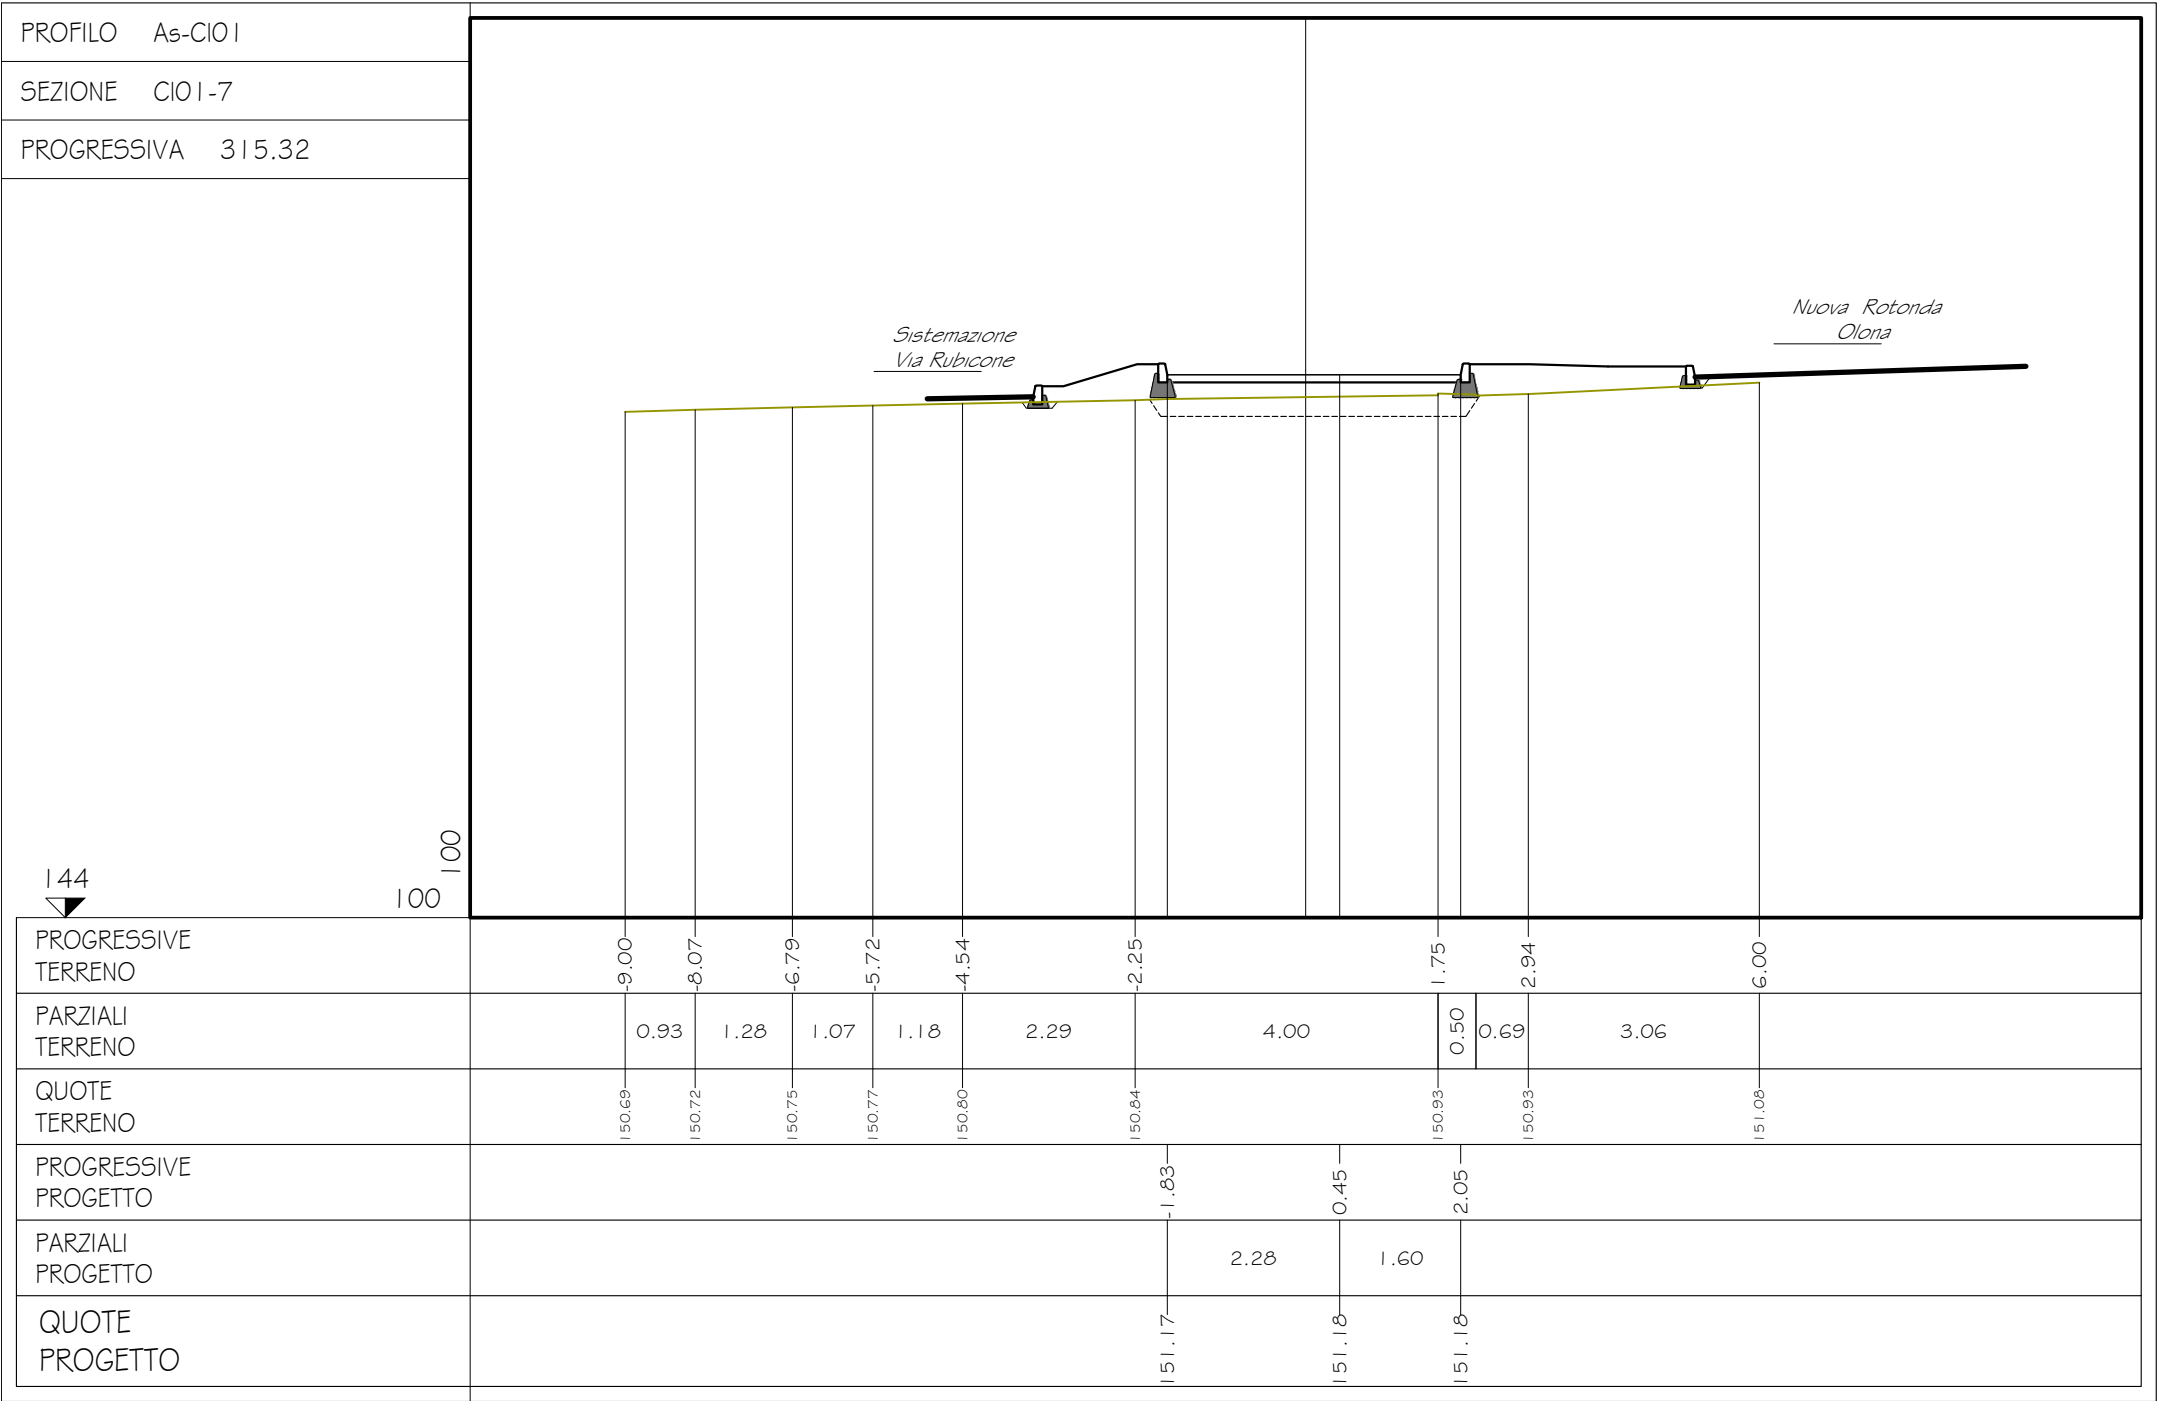 PROFILO As-CI01
SEZIONE CI01-7
PROGRESSIVA 315.32
Sistemazione
Via Rubicone
Nuova Rotonda
Olona
100
144
100
PROGRESSIVE
TERRENO
-9.00 -8.07 -6.79 -5.72 -4.54 -2.25 1.75 2.94 6.00
PARZIALI
TERRENO
0.93 1.28 1.07 1.18 2.29 4.00 0.50 0.69 3.06
QUOTE
TERRENO
150.69 150.72 150.75 150.77 150.80 150.84 150.93 150.93 151.08
PROGRESSIVE
PROGETTO
-1.83 0.45 2.05
PARZIALI
PROGETTO
2.28 1.60
QUOTE
PROGETTO
151.17 151.18 151.18